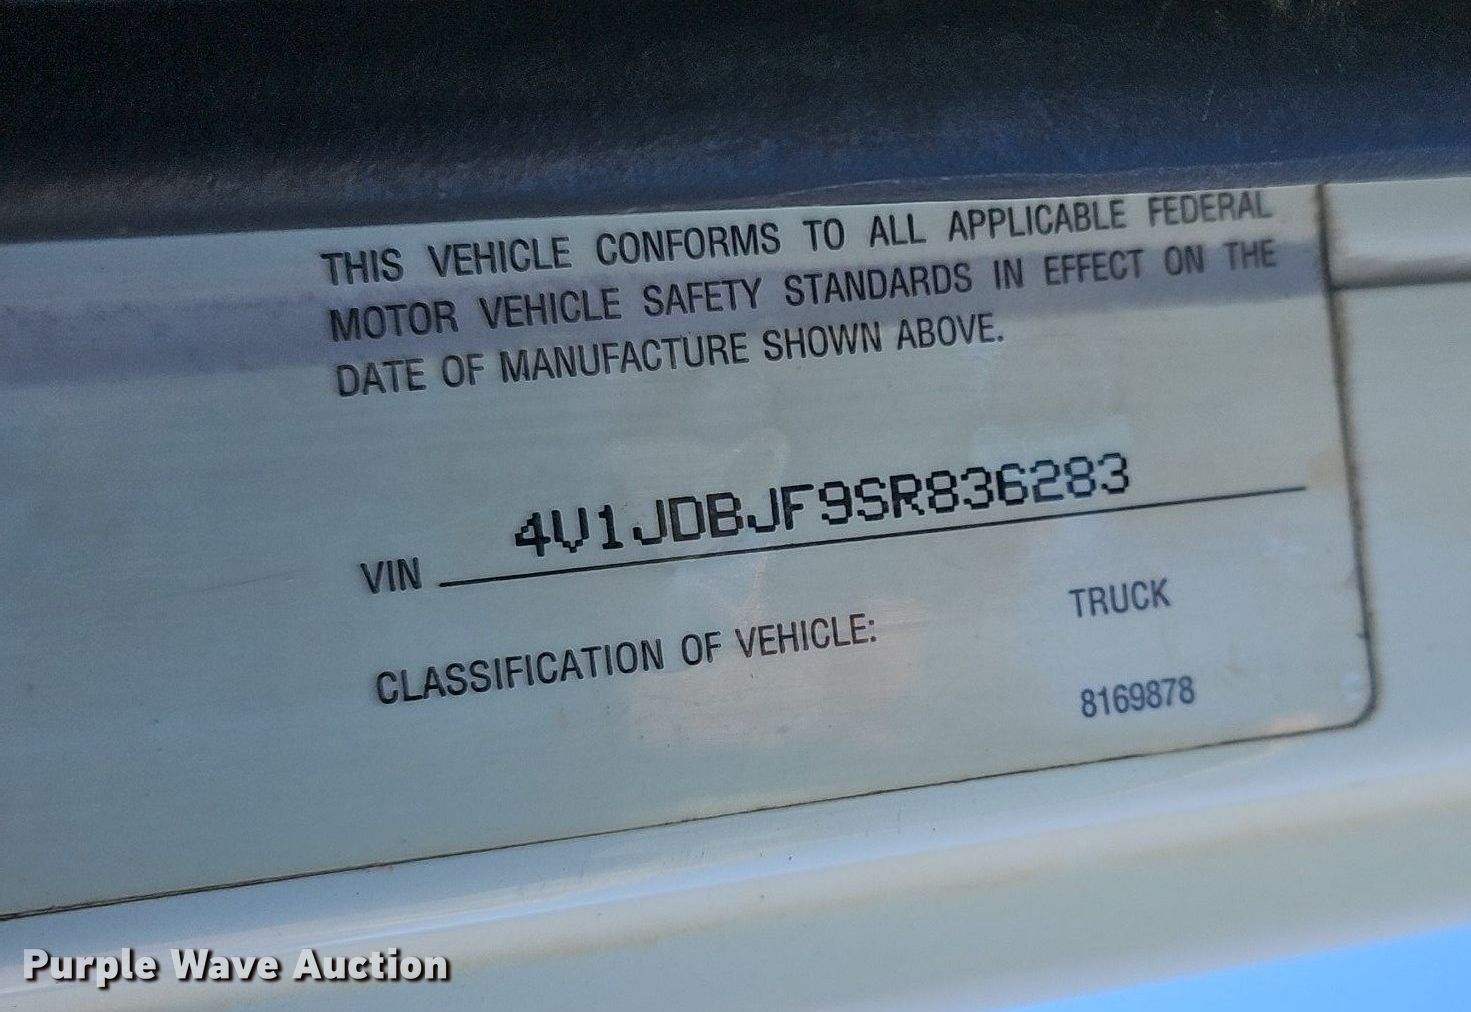 THIS VEHICLE CONFORMS TO ALL APPLICABLE FEDERAL
MOTOR VEHICLE SAFETY STANDARDS IN EFFECT ON THE
DATE OF MANUFACTURE SHOWN ABOVE.
VIN 4V1JDBJF9SR836283
CLASSIFICATION OF VEHICLE: TRUCK
8169878
Purple Wave Auction